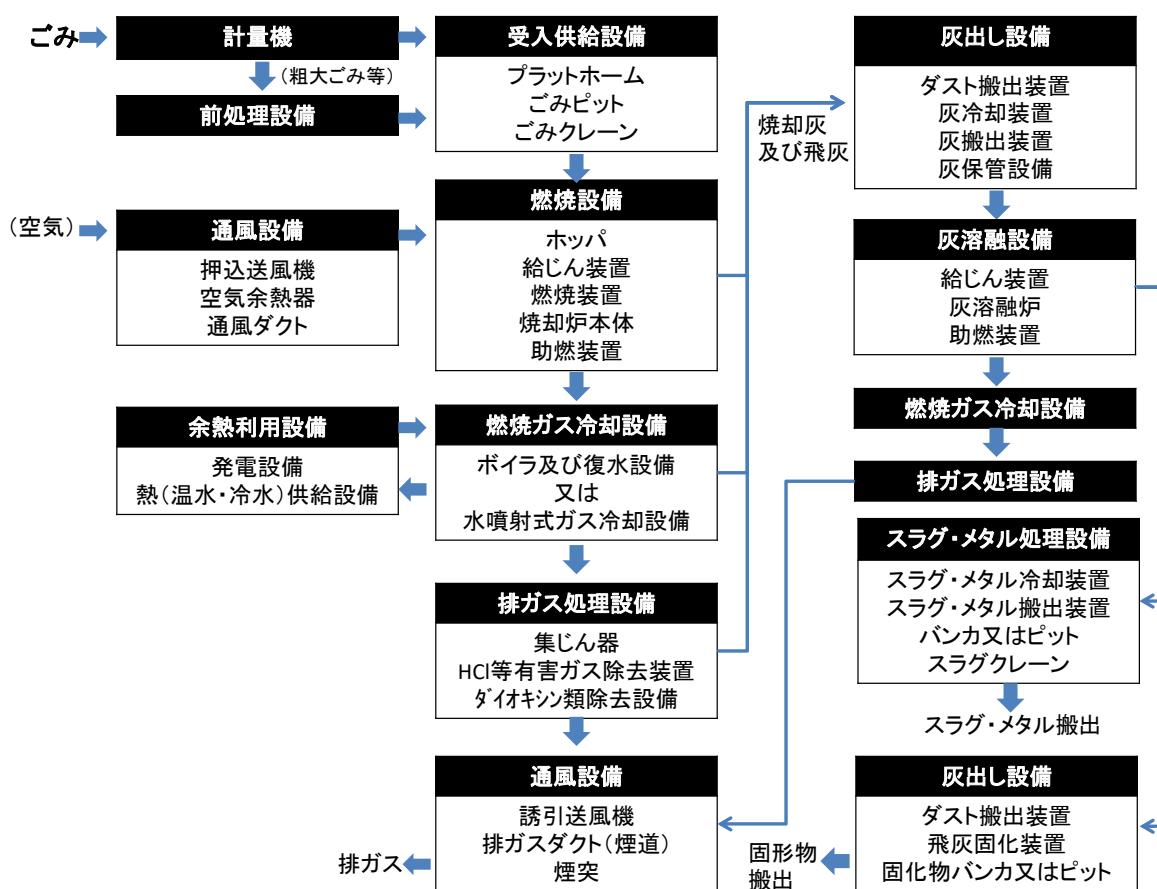 ごみ
計量機
(粗大ごみ等)
前処理設備
受入供給設備
プラットホーム
ごみピット
ごみクレーン
(空気)
通風設備
押込送風機
空気余熱器
通風ダクト
燃焼設備
ホッパ
給じん装置
燃焼装置
焼却炉本体
助燃装置
余熱利用設備
発電設備
熱(温水・冷水)供給設備
燃焼ガス冷却設備
ボイラ及び復水設備
又は
水噴射式ガス冷却設備
排ガス処理設備
集じん器
HCl等有害ガス除去装置
ダイオキシン類除去設備
通風設備
誘引送風機
排ガスダクト(煙道)
煙突
排ガス
焼却灰
及び飛灰
灰出し設備
ダスト搬出装置
灰冷却装置
灰搬出装置
灰保管設備
灰溶融設備
給じん装置
灰溶融炉
助燃装置
燃焼ガス冷却設備
排ガス処理設備
スラグ・メタル処理設備
スラグ・メタル冷却装置
スラグ・メタル搬出装置
バンカ又はピット
スラグクレーン
スラグ・メタル搬出
灰出し設備
ダスト搬出装置
飛灰固化装置
固化物バンカ又はピット
固形物
搬出